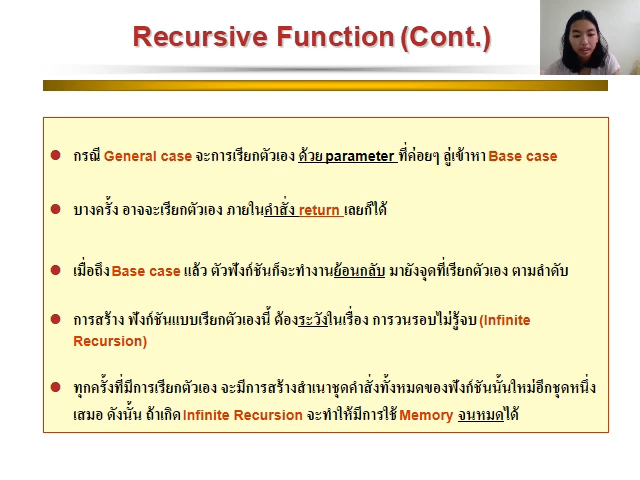 Recursive Function (Cont.)
กรณี General case จะการเรียกตัวเอง ด้วย parameter ที่ค่อยๆ ลู่เข้าหา Base case
บางครั้ง อาจจะเรียกตัวเอง ภายในคำสั่ง return เลยก็ได้
เมื่อถึง Base case แล้ว ตัวฟังก์ชันก็จะทำงานย้อนกลับ มายังจุดที่เรียกตัวเอง ตามลำดับ
การสร้าง ฟังก์ชันแบบเรียกตัวเองนี้ ต้องระวังในเรื่อง การวนรอบไม่รู้จบ (Infinite
Recursion)
ทุกครั้งที่มีการเรียกตัวเอง จะมีการสร้างสำเนาชุดคำสั่งทั้งหมดของฟังก์ชันนั้นใหม่อีกชุดหนึ่ง
เสมอ ดังนั้น ถ้าเกิด Infinite Recursion จะทำให้มีการใช้ Memory จนหมดได้